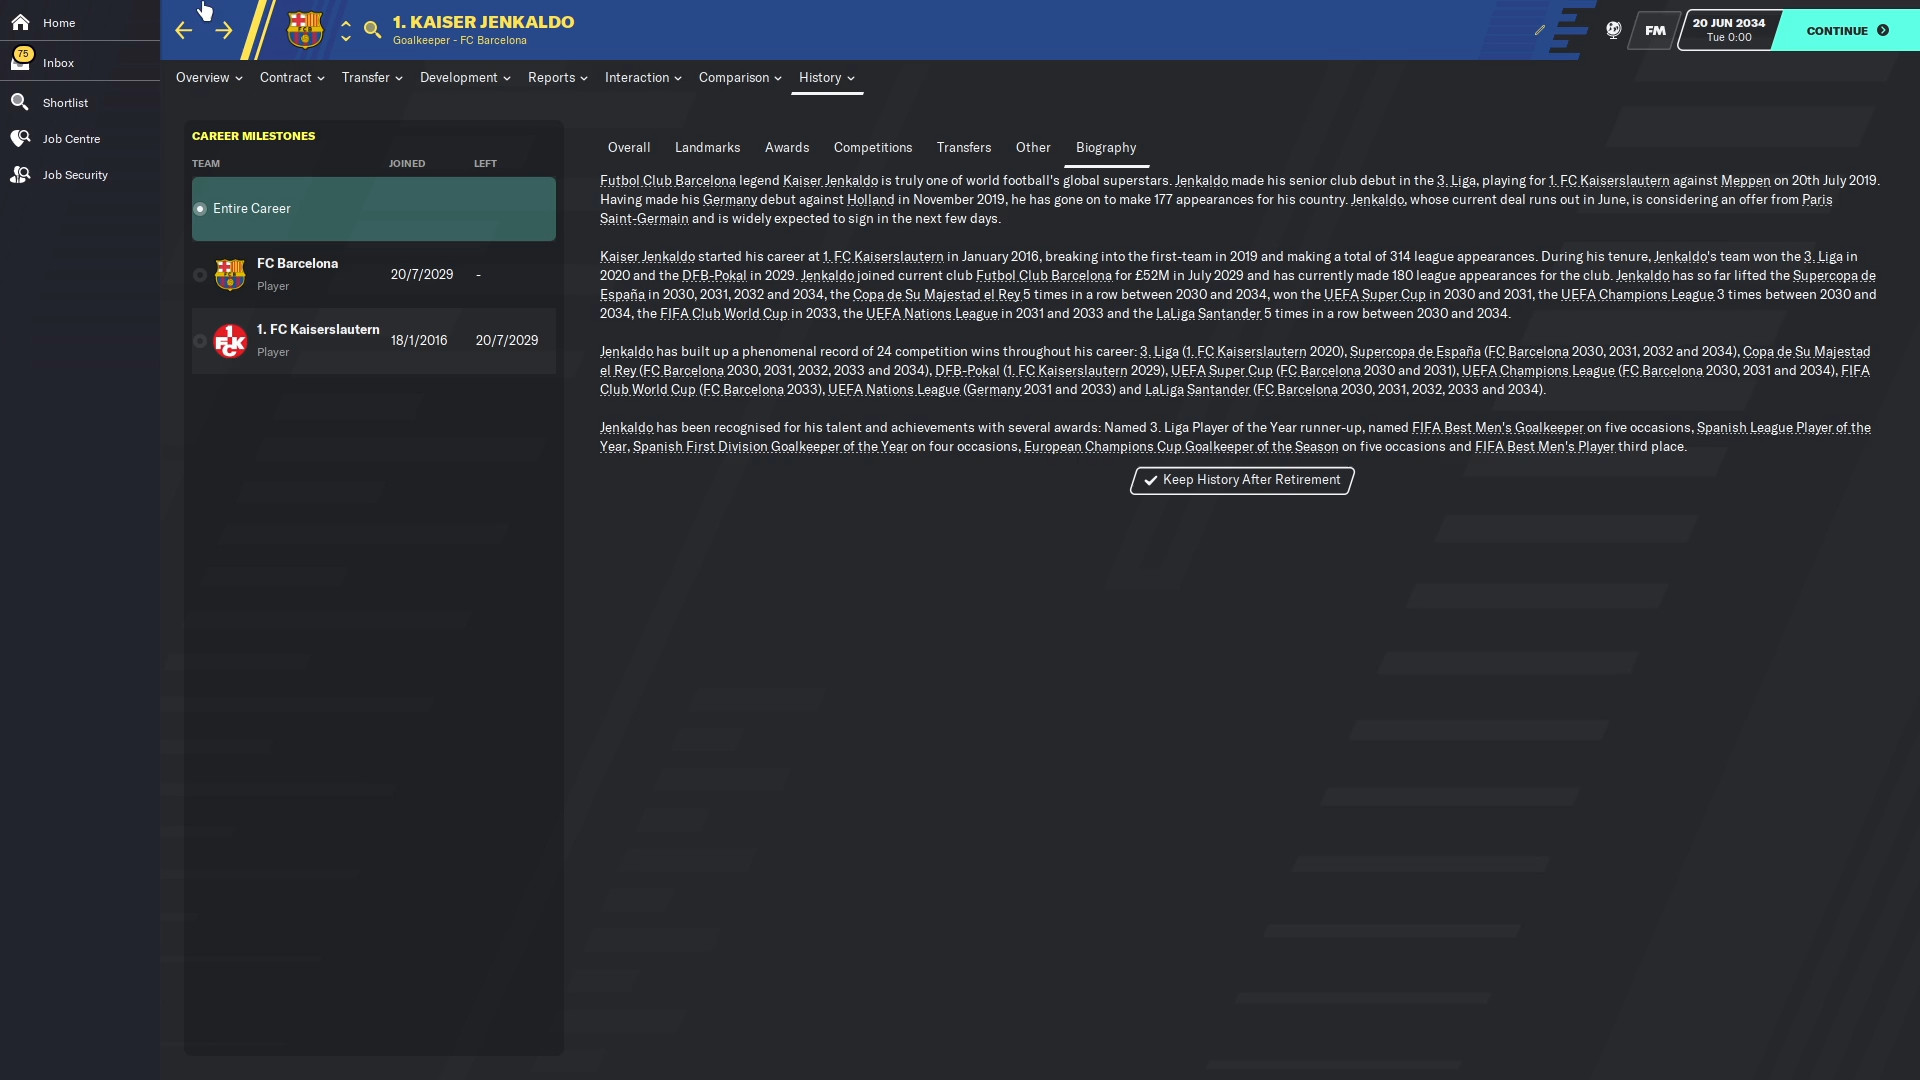 Home
75
Inbox
Shortlist
Job Centre
Job Security
1. KAISER JENKALDO
Goalkeeper - FC Barcelona
FM
20 JUN 2034
Tue 0:00
CONTINUE
Overview
Contract
Transfer
Development
Reports
Interaction
Comparison
History
CAREER MILESTONES
TEAM JOINED LEFT
Entire Career
FC Barcelona
Player
20/7/2029 -
1. FC Kaiserslautern
Player
18/1/2016 20/7/2029
Overall Landmarks Awards Competitions Transfers Other Biography
Futbol Club Barcelona legend Kaiser Jenkaldo is truly one of world football's global superstars. Jenkaldo made his senior club debut in the 3. Liga, playing for 1. FC Kaiserslautern against Meppen on 20th July 2019.
Having made his Germany debut against Holland in November 2019, he has gone on to make 177 appearances for his country. Jenkaldo, whose current deal runs out in June, is considering an offer from Paris
Saint-Germain and is widely expected to sign in the next few days.
Kaiser Jenkaldo started his career at 1. FC Kaiserslautern in January 2016, breaking into the first-team in 2019 and making a total of 314 league appearances. During his tenure, Jenkaldo's team won the 3. Liga in
2020 and the DFB-Pokal in 2029. Jenkaldo joined current club Futbol Club Barcelona for £52M in July 2029 and has currently made 180 league appearances for the club. Jenkaldo has so far lifted the Supercopa de
España in 2030, 2031, 2032 and 2034, the Copa de Su Majestad el Rey 5 times in a row between 2030 and 2034, won the UEFA Super Cup in 2030 and 2031, the UEFA Champions League 3 times between 2030 and
2034, the FIFA Club World Cup in 2033, the UEFA Nations League in 2031 and 2033 and the LaLiga Santander 5 times in a row between 2030 and 2034.
Jenkaldo has built up a phenomenal record of 24 competition wins throughout his career: 3. Liga (1. FC Kaiserslautern 2020), Supercopa de España (FC Barcelona 2030, 2031, 2032 and 2034), Copa de Su Majestad
el Rey (FC Barcelona 2030, 2031, 2032, 2033 and 2034), DFB-Pokal (1. FC Kaiserslautern 2029), UEFA Super Cup (FC Barcelona 2030 and 2031), UEFA Champions League (FC Barcelona 2030, 2031 and 2034), FIFA
Club World Cup (FC Barcelona 2033), UEFA Nations League (Germany 2031 and 2033) and LaLiga Santander (FC Barcelona 2030, 2031, 2032, 2033 and 2034).
Jenkaldo has been recognised for his talent and achievements with several awards: Named 3. Liga Player of the Year runner-up, named FIFA Best Men's Goalkeeper on five occasions, Spanish League Player of the
Year, Spanish First Division Goalkeeper of the Year on four occasions, European Champions Cup Goalkeeper of the Season on five occasions and FIFA Best Men's Player third place.
Keep History After Retirement